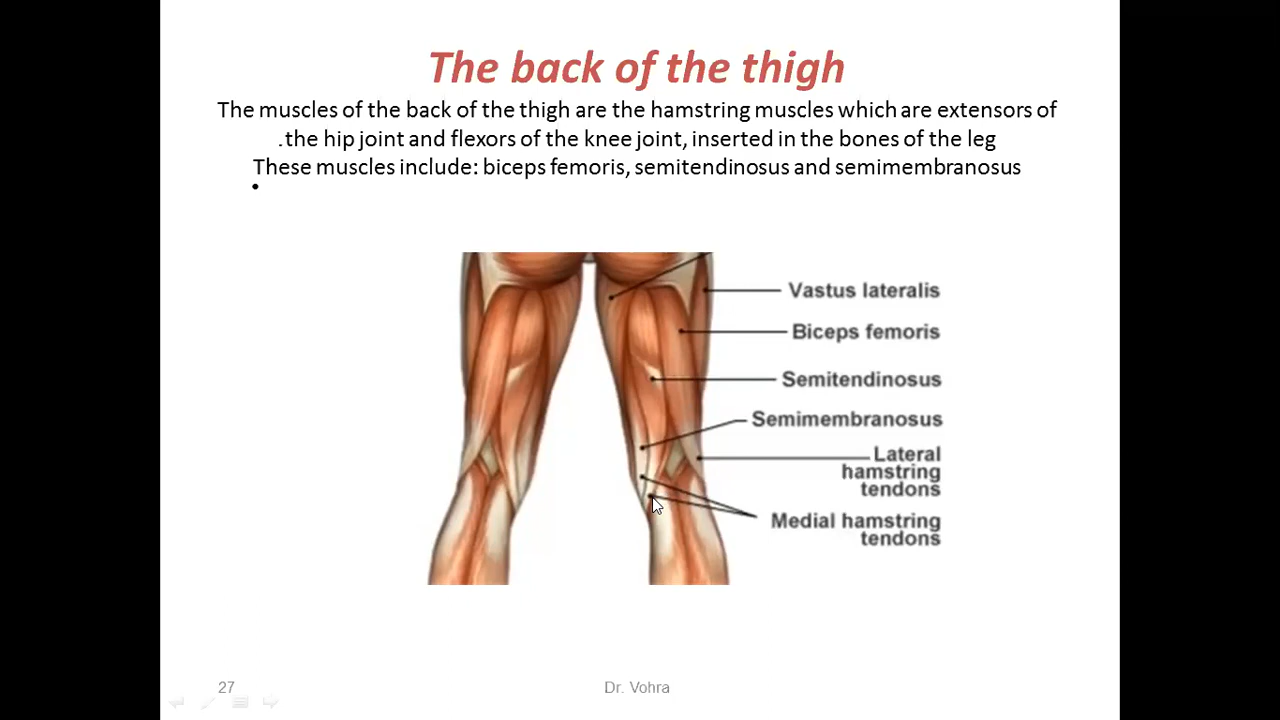 The back of the thigh
The muscles of the back of the thigh are the hamstring muscles which are extensors of
.the hip joint and flexors of the knee joint, inserted in the bones of the leg
These muscles include: biceps femoris, semitendinosus and semimembranosus
•
Vastus lateralis
Biceps femoris
Semitendinosus
Semimembranosus
Lateral
hamstring
tendons
Medial hamstring
tendons
27
Dr. Vohra